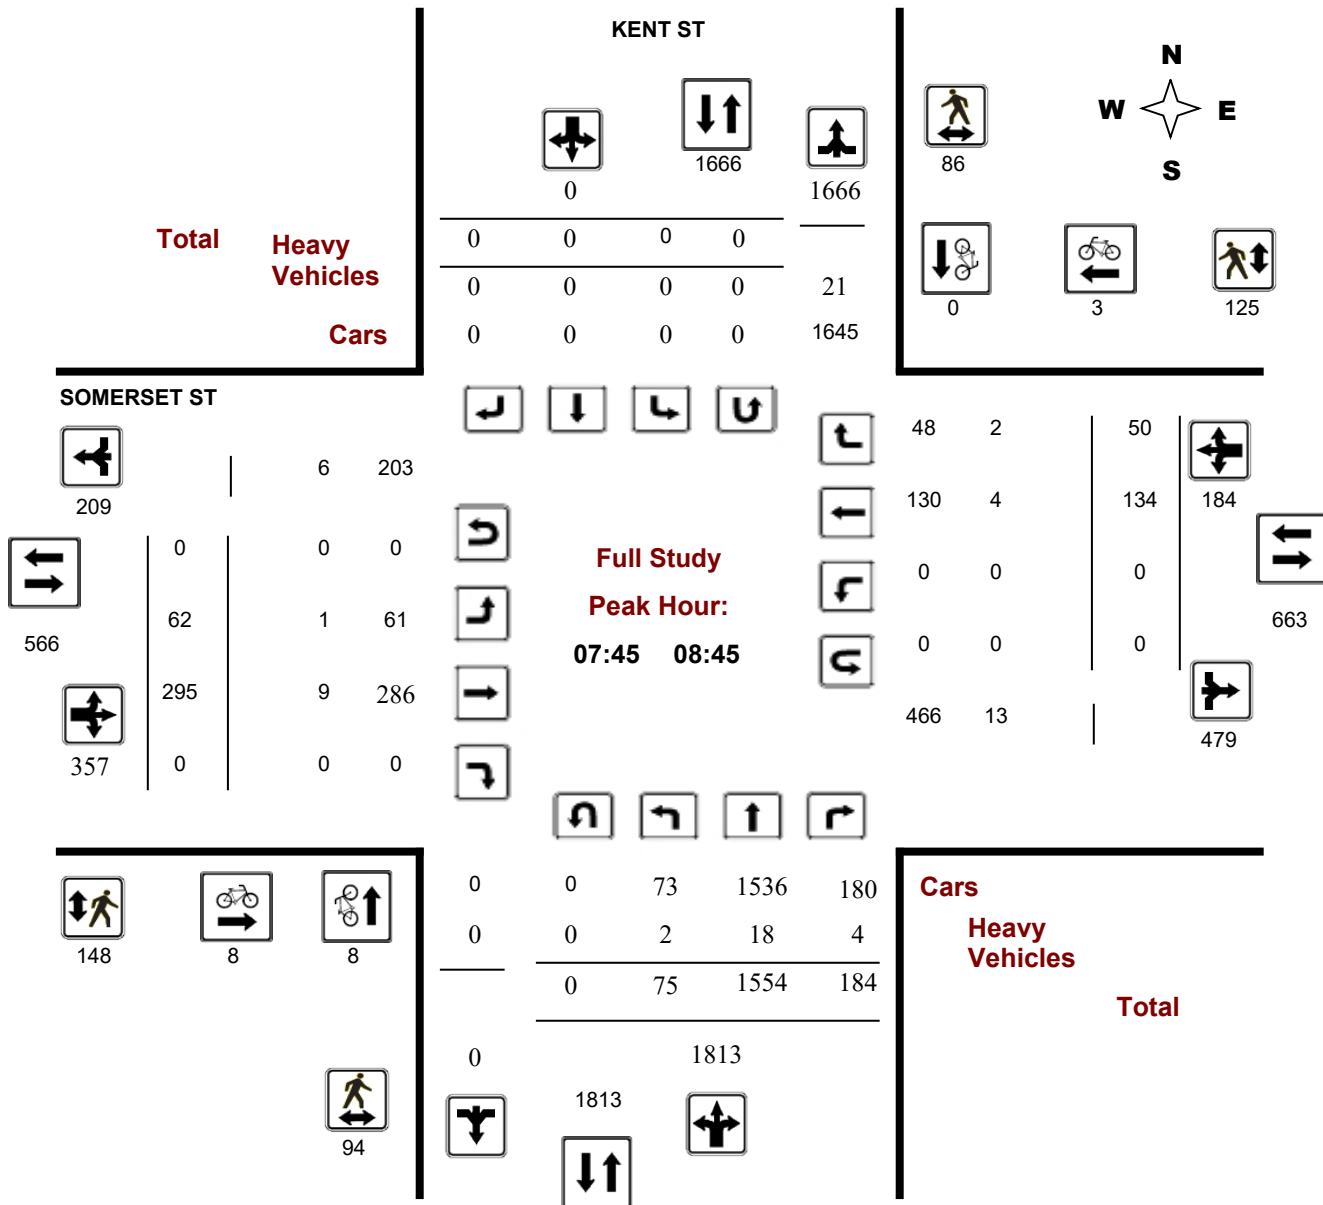 KENT ST
N
W E
S
86
1666
0
1666
Total
Heavy
Vehicles
Cars
0 0 0 0
0 0 0 0 21
0 0 0 0 1645
0 3 125
SOMERSET ST
209
6 203
0 0 0
62 1 61
295 9 286
0 0 0
566
357
48 2 50
130 4 134
0 0 0
0 0 0
466 13
184
663
479
Full Study
Peak Hour:
07:45 08:45
148 8 8
94
0 0 73 1536 180
0 0 2 18 4
0 75 1554 184
0 1813
1813
Cars
Heavy
Vehicles
Total